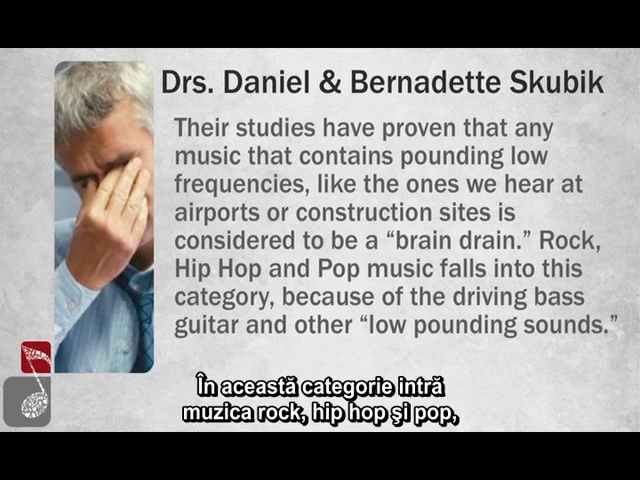 Drs. Daniel & Bernadette Skubik
Their studies have proven that any
music that contains pounding low
frequencies, like the ones we hear at
airports or construction sites is
considered to be a “brain drain.” Rock,
Hip Hop and Pop music falls into this
category, because of the driving bass
guitar and other “low pounding sounds.”
În această categorie intră
muzica rock, hip hop şi pop,